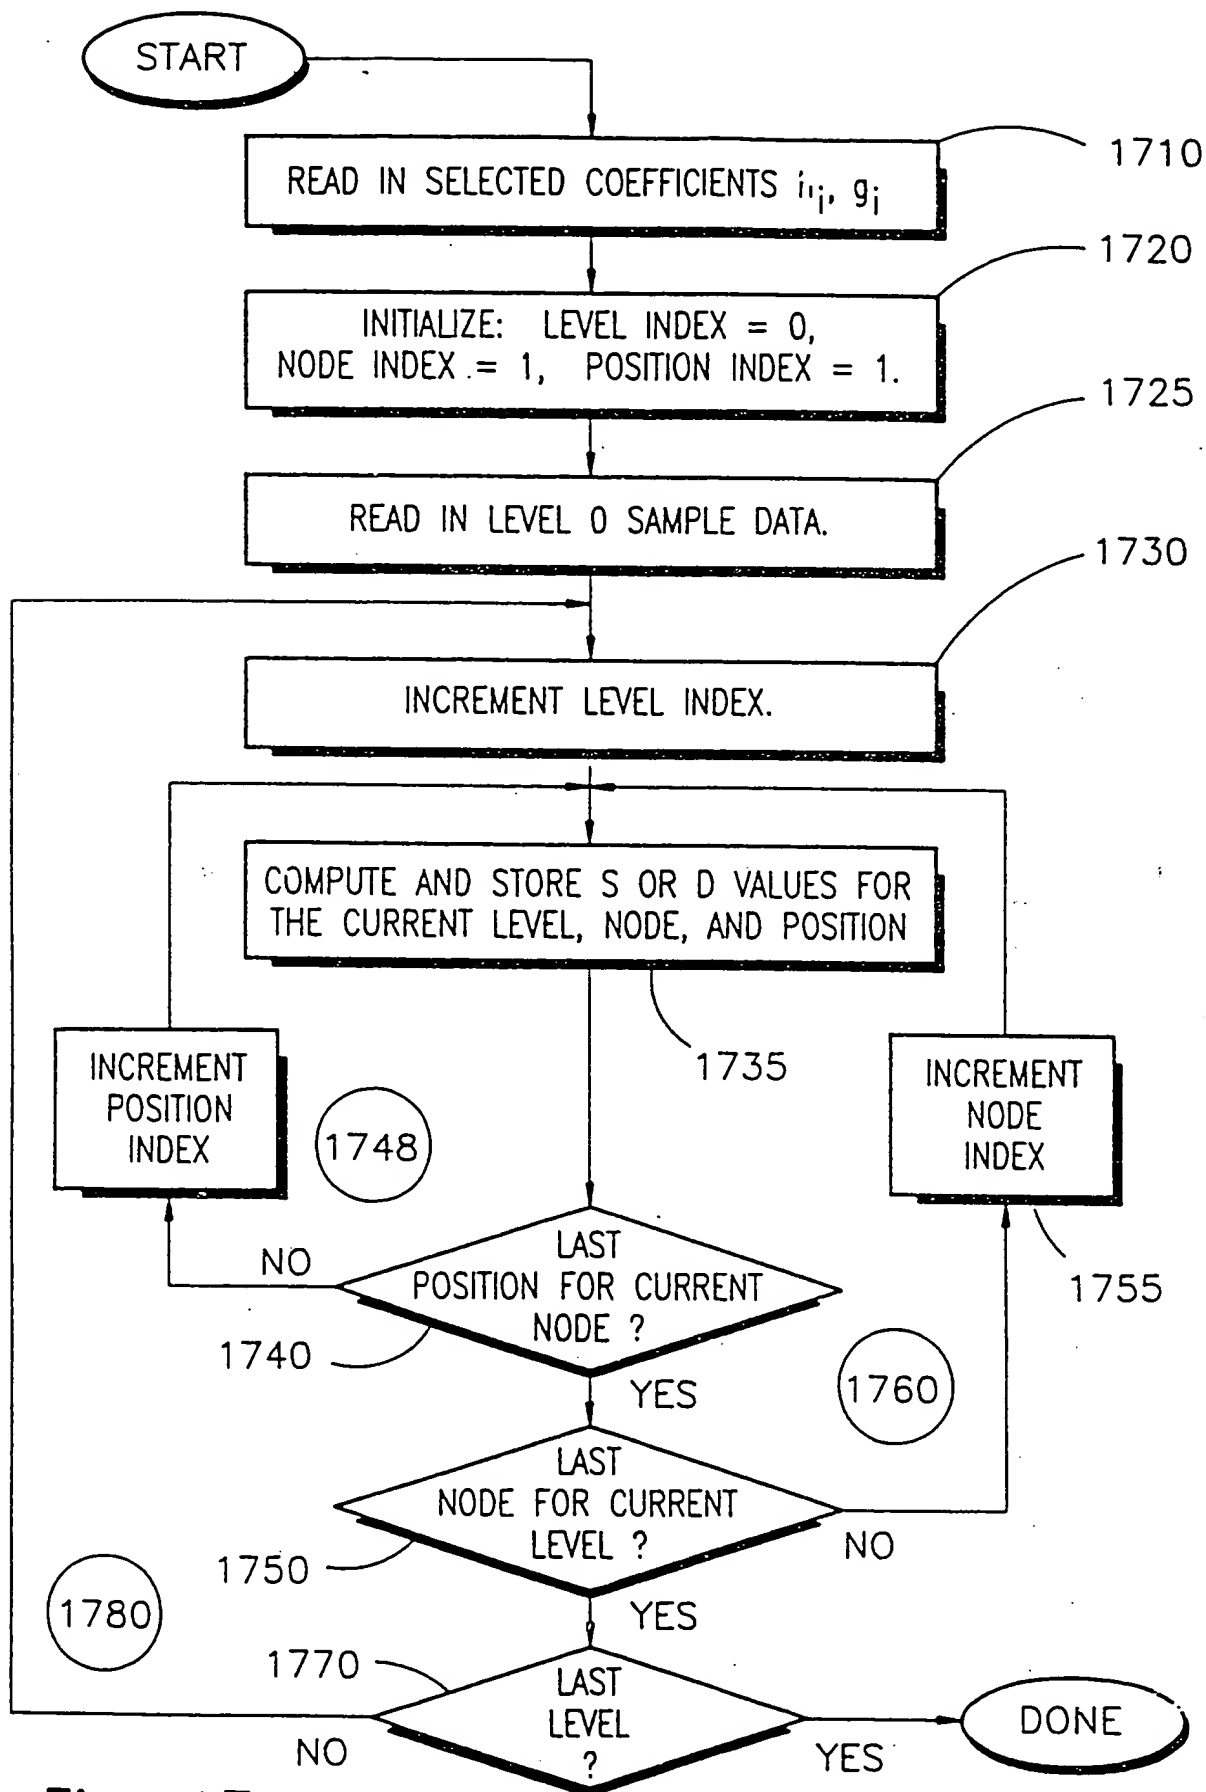 START
1710
READ IN SELECTED COEFFICIENTS
1720
INITIALIZE: LEVEL INDEX = 0,
NODE INDEX = 1, POSITION INDEX = 1.
1725
READ IN LEVEL 0 SAMPLE DATA.
1730
INCREMENT LEVEL INDEX.
COMPUTE AND STORE S OR D VALUES FOR
THE CURRENT LEVEL, NODE, AND POSITION
1735
INCREMENT
POSITION
INDEX
1748
INCREMENT
NODE
INDEX
1755
NO
LAST
POSITION FOR CURRENT
NODE ?
1740
YES
1760
LAST
NODE FOR CURRENT
LEVEL ?
1750
NO
YES
1780
1770
LAST
LEVEL
?
NO
YES
DONE